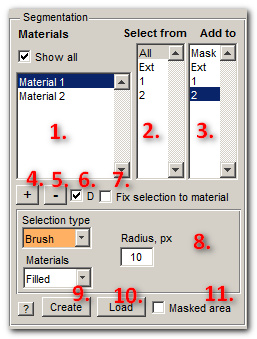 Segmentation
Materials Select from Add to
Show all
Material 1
Material 2
All
Ext
1
2
Mask
Ext
1
2
1. 2. 3.
4. 5. 6. 7.
+ - D Fix selection to material
Selection type
Brush
Radius, px
10
8.
Materials
Filled
9. 10. 11.
? Create Load Masked area